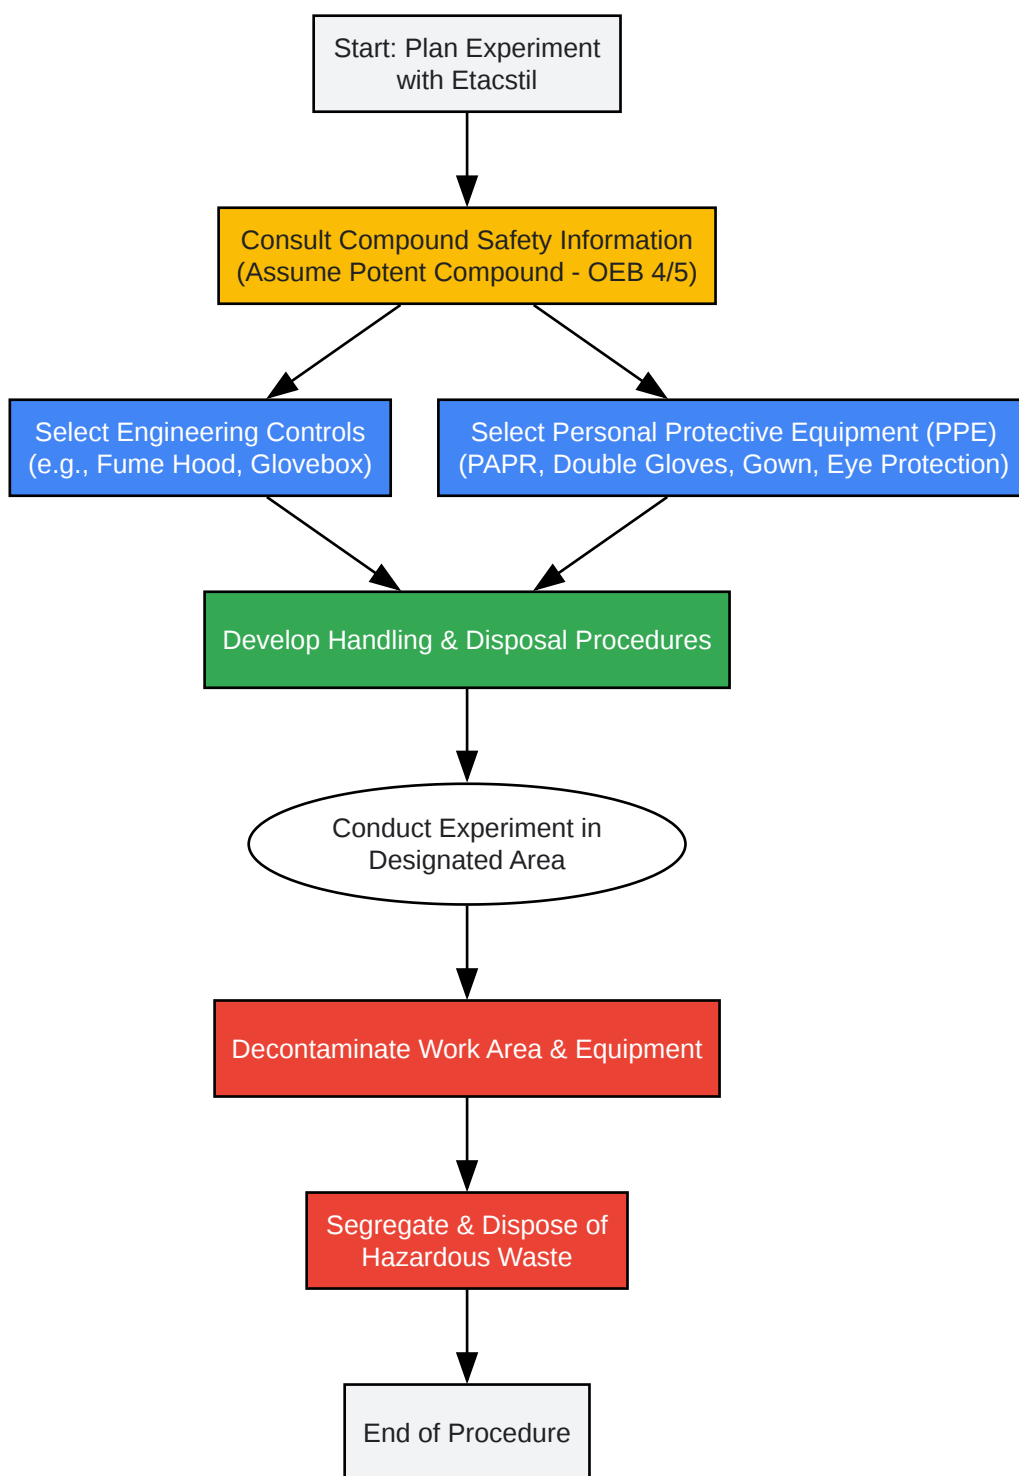 Start: Plan Experiment
with Etacstil
Consult Compound Safety Information
(Assume Potent Compound - OEB 4/5)
Select Engineering Controls
(e.g., Fume Hood, Glovebox)
Select Personal Protective Equipment (PPE)
(PAPR, Double Gloves, Gown, Eye Protection)
Develop Handling & Disposal Procedures
Conduct Experiment in
Designated Area
Decontaminate Work Area & Equipment
Segregate & Dispose of
Hazardous Waste
End of Procedure